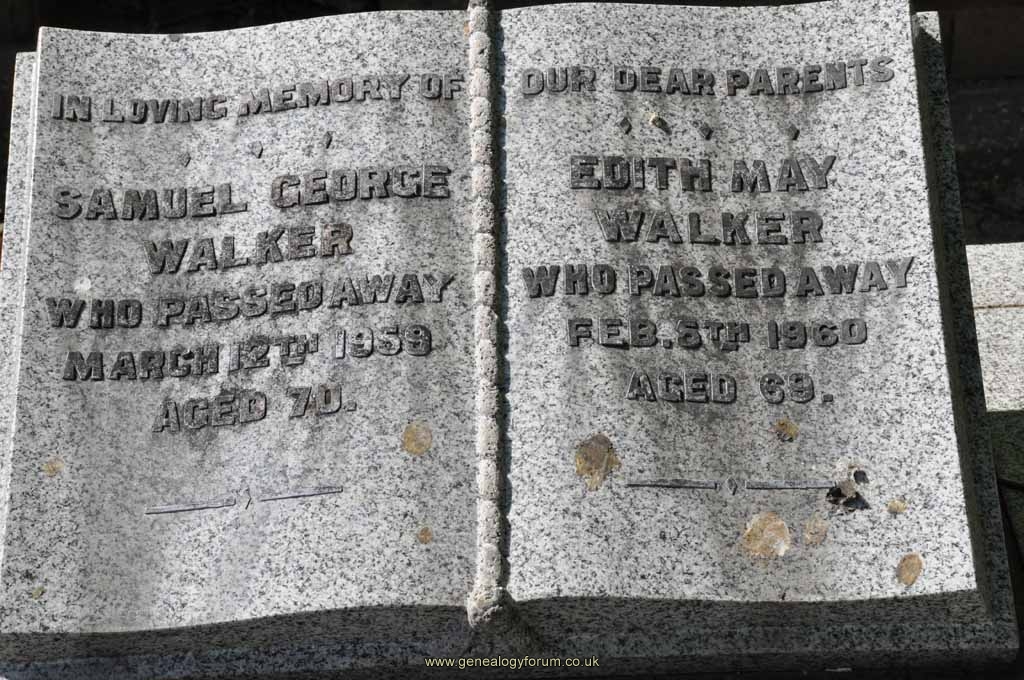 IN LOVING MEMORY OF
SAMUEL GEORGE
WALKER
WHO PASSED AWAY
MARCH 12TH 1959
AGED 70.
OUR DEAR PARENTS
EDITH MAY
WALKER
WHO PASSED AWAY
FEB. 5TH 1960
AGED 69.
www.genealogyforum.co.uk